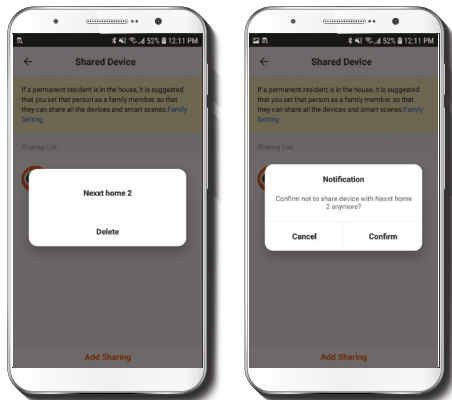 52% 12:11 PM
Shared Device
If a permanent resident is in the house, it is suggested
that you set that person as a family member, so that
they can share all the devices and smart scenes.Family
Setting
Sharing List
Nexxt home 2
Delete
Add Sharing
52% 12:11 PM
Shared Device
If a permanent resident is in the house, it is suggested
that you set that person as a family member, so that
they can share all the devices and smart scenes.Family
Setting
Sharing List
Notification
Confirm not to share device with Nexxt home
2 anymore?
Cancel Confirm
Add Sharing